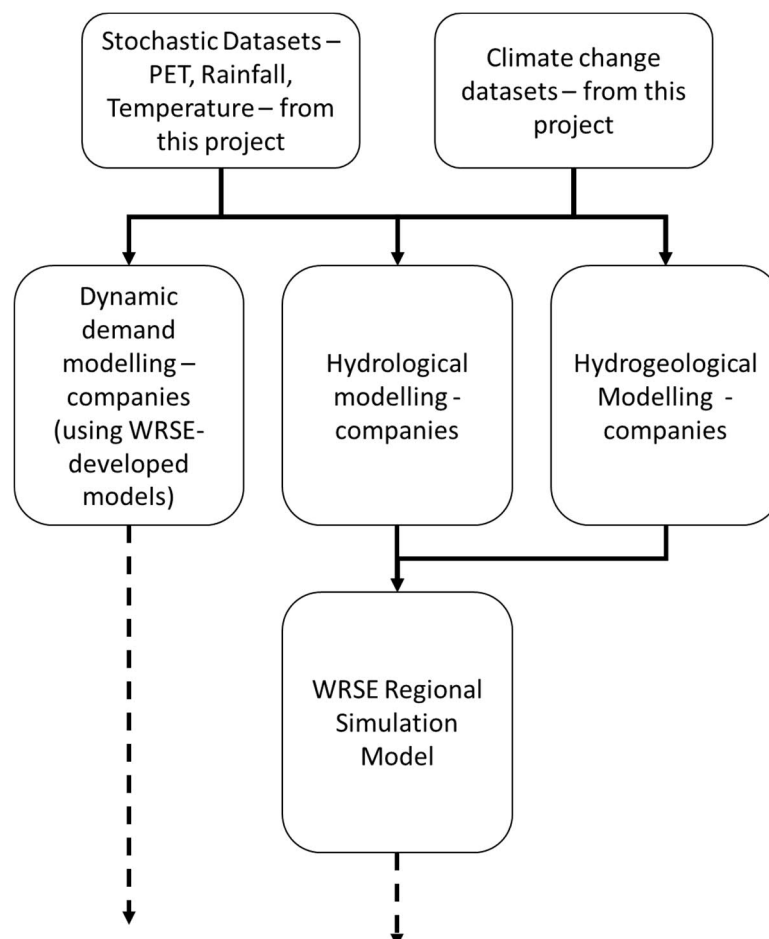 Stochastic Datasets –
PET, Rainfall,
Temperature – from
this project
Climate change
datasets – from this
project
Dynamic
demand
modelling –
companies
(using WRSE-
developed
models)
Hydrological
modelling -
companies
Hydrogeological
Modelling -
companies
WRSE Regional
Simulation
Model